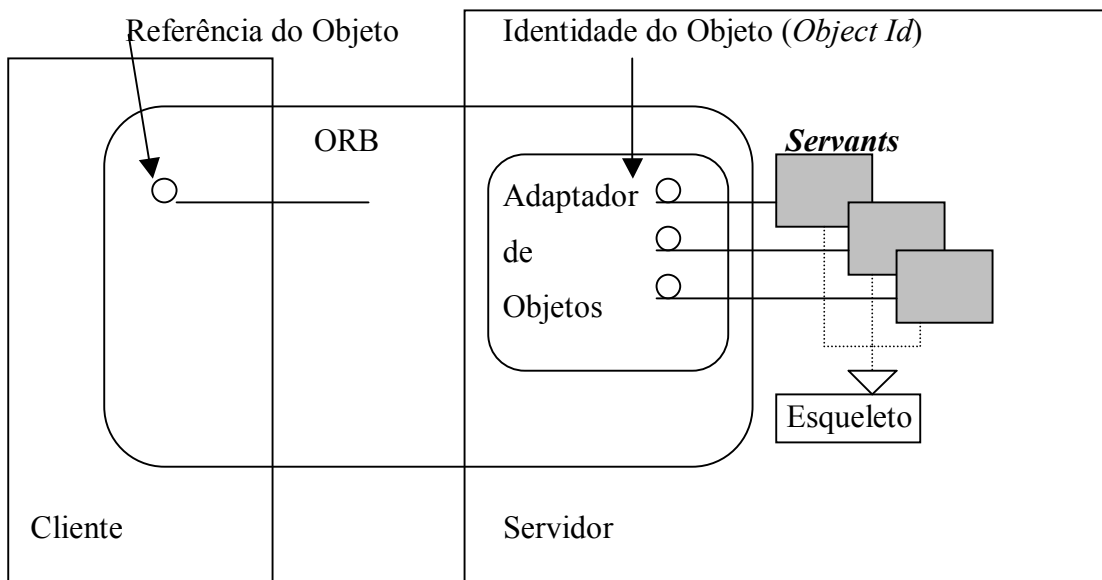 Referência do Objeto
Identidade do Objeto (Object Id)
ORB
Servants
Adaptador
de
Objetos
Esqueleto
Cliente
Servidor